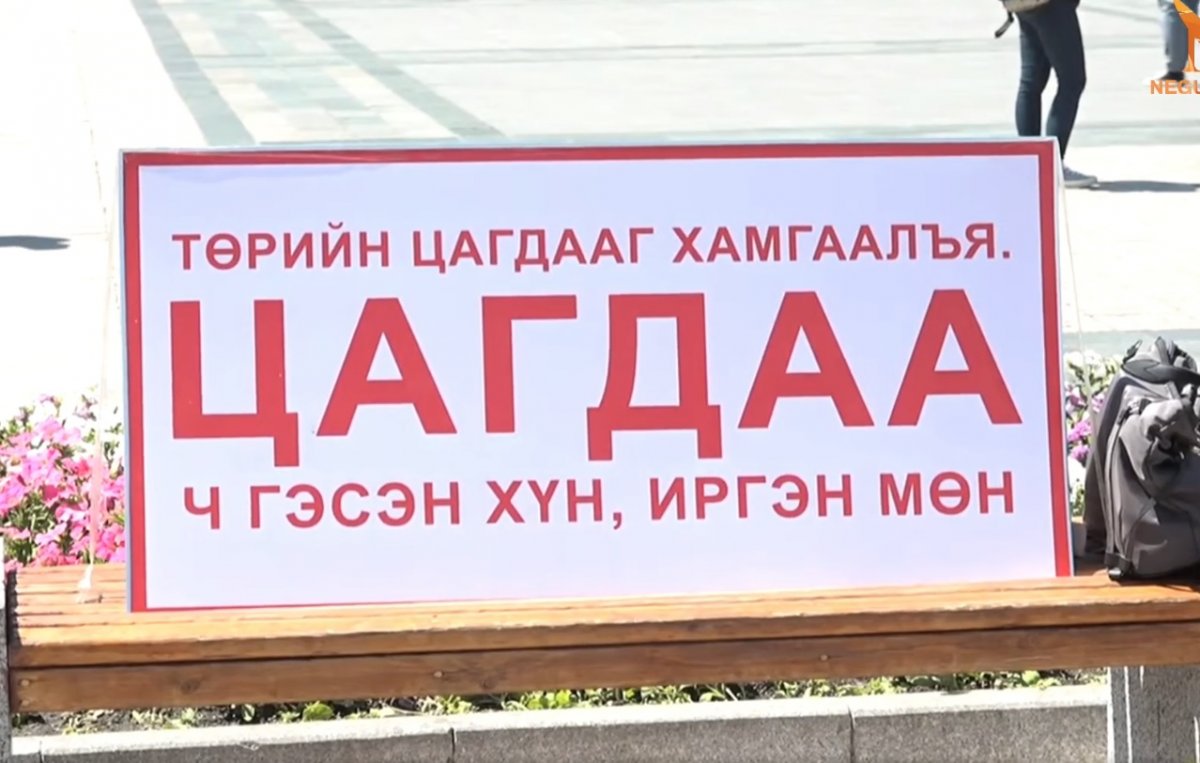 ТӨРИЙН ЦАГДААГ ХАМГААЛЪЯ.
ЦАГДАА
Ч ГЭСЭН ХҮН, ИРГЭН МӨН